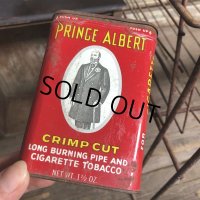 PRINCE ALBERT
SOLD OUT
CRIMP CUT
LONG BURNING PIPE AND
CIGARETTE TOBACCO
NET WT. 1½ OZ